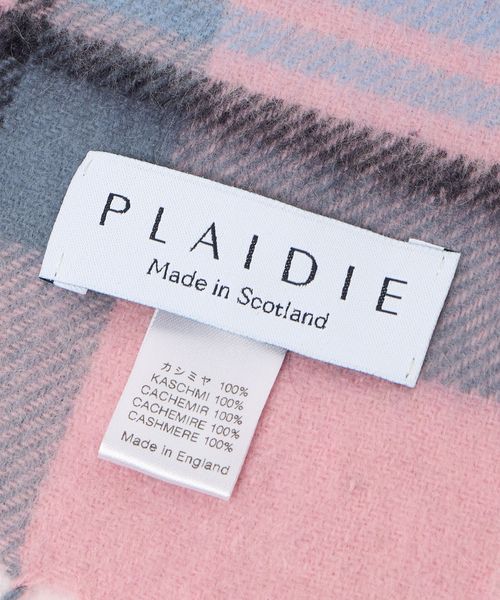 PLAIDIE
Made in Scotland
カシミヤ 100%
KASCHMI 100%
CACHEMIR 100%
CACHEMIRE 100%
CASHMERE 100%
Made in England